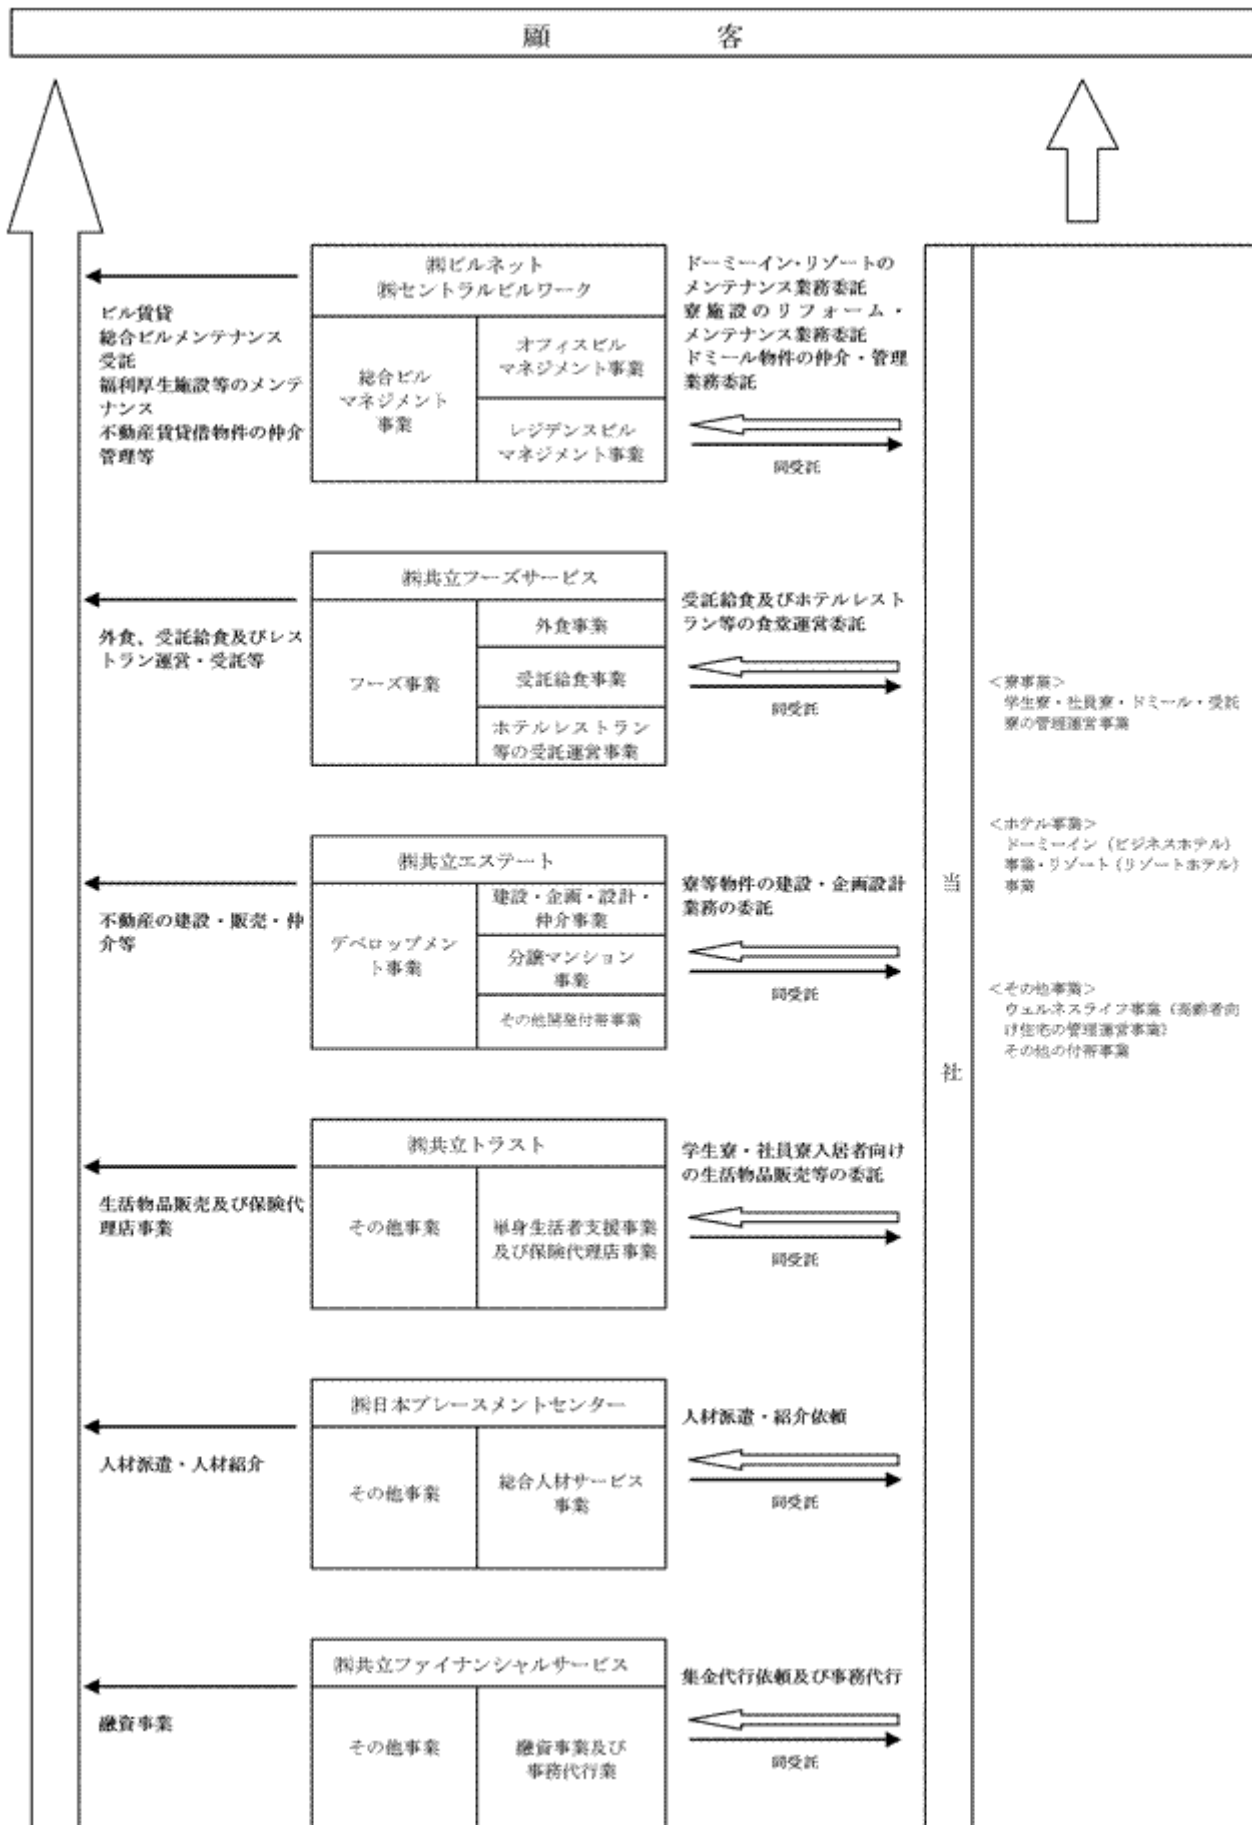 顧客
㈱ビルネット
㈱セントラルビルワーク
総合ビル
マネジメント
事業
オフィスビル
マネジメント事業
レジデンスビル
マネジメント事業
ビル賃貸
総合ビルメンテナンス
受託
福利厚生施設等のメンテ
ナンス
不動産賃貸借物件の仲介
管理等
ドーミーイン・リゾートの
メンテナンス業務委託
寮施設のリフォーム・
メンテナンス業務委託
ドミール物件の仲介・管理
業務委託
同受託
㈱共立フーズサービス
フーズ事業
外食事業
受託給食事業
ホテルレストラン
等の受託運営事業
外食、受託給食及びレス
トラン運営・受託等
受託給食及びホテルレスト
ラン等の食堂運営委託
同受託
㈱共立エステート
デベロップメン
ト事業
建設・企画・設計・
仲介事業
分譲マンション
事業
その他開発付帯事業
不動産の建設・販売・仲
介等
寮等物件の建設・企画設計
業務の委託
同受託
㈱共立トラスト
その他事業
単身生活者支援事業
及び保険代理店事業
生活物品販売及び保険代
理店事業
学生寮・社員寮入居者向け
の生活物品販売等の委託
同受託
㈱日本プレースメントセンター
その他事業
総合人材サービス
事業
人材派遣・人材紹介
人材派遣・紹介依頼
同受託
㈱共立ファイナンシャルサービス
その他事業
融資事業及び
事務代行業
融資事業
集金代行依頼及び事務代行
同受託
当
社
＜寮事業＞
学生寮・社員寮・ドミール・受託
寮の管理運営事業
＜ホテル事業＞
ドーミーイン（ビジネスホテル）
事業・リゾート（リゾートホテル）
事業
＜その他事業＞
ウェルネスライフ事業（高齢者向
け住宅の管理運営事業）
その他の付帯事業